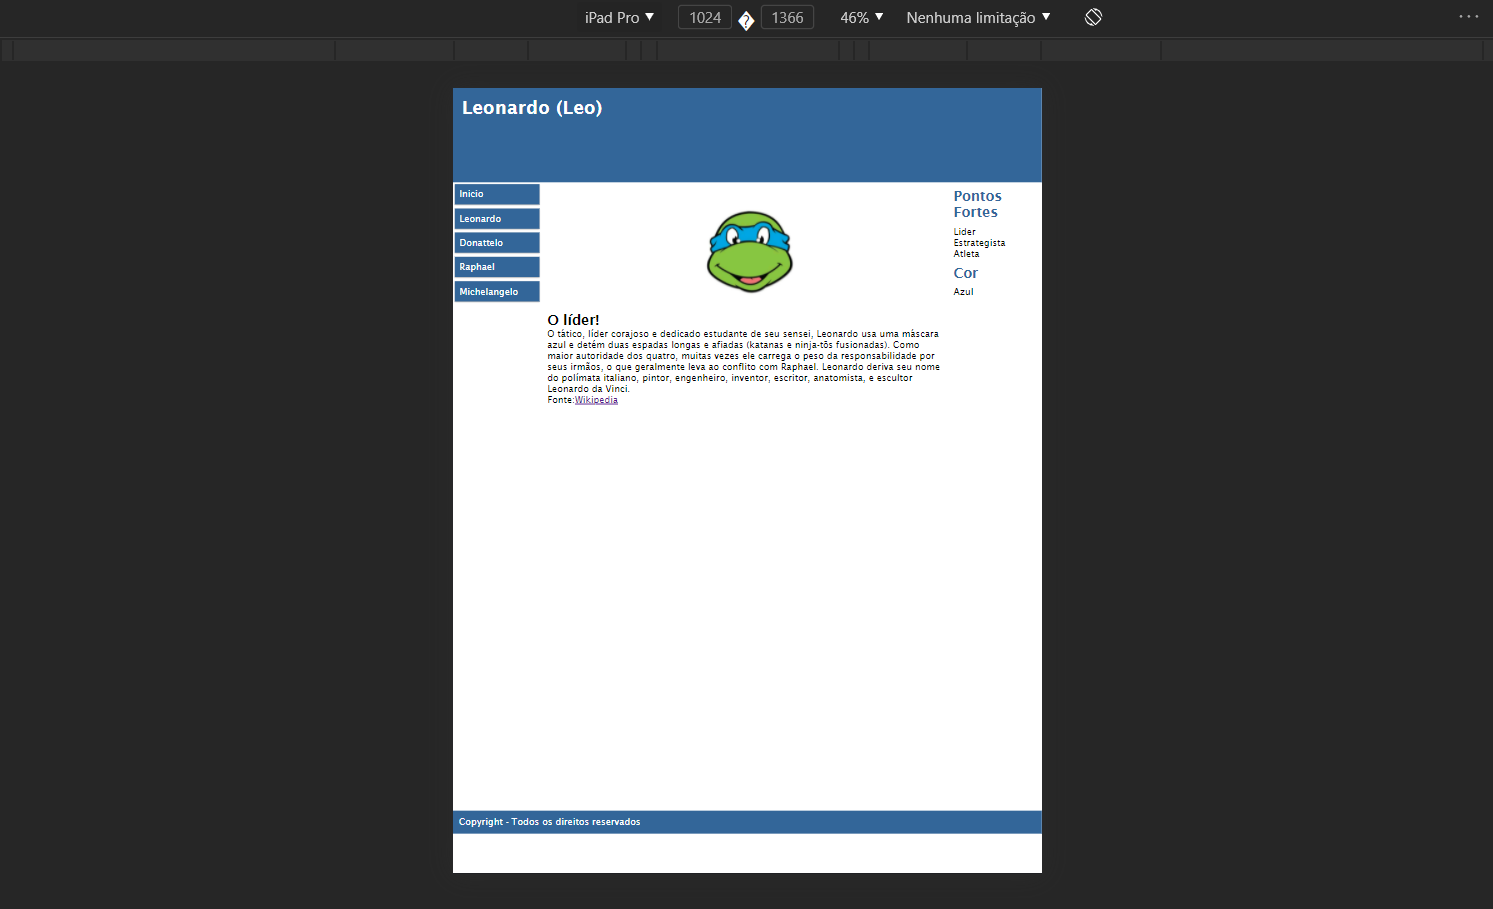 iPad Pro 1024 � 1366 46% Nenhuma limitação
Leonardo (Leo)
Inicio
Leonardo
Donattelo
Raphael
Michelangelo
O líder!
O tático, líder corajoso e dedicado estudante de seu sensei, Leonardo usa uma máscara
azul e detém duas espadas longas e afiadas (katanas e ninja-tōs fusionadas). Como
maior autoridade dos quatro, muitas vezes ele carrega o peso da responsabilidade por
seus irmãos, o que geralmente leva ao conflito com Raphael. Leonardo deriva seu nome
do polímata italiano, pintor, engenheiro, inventor, escritor, anatomista, e escultor
Leonardo da Vinci.
Fonte:Wikipedia
Pontos
Fortes
Lider
Estrategista
Atleta
Cor
Azul
Copyright - Todos os direitos reservados